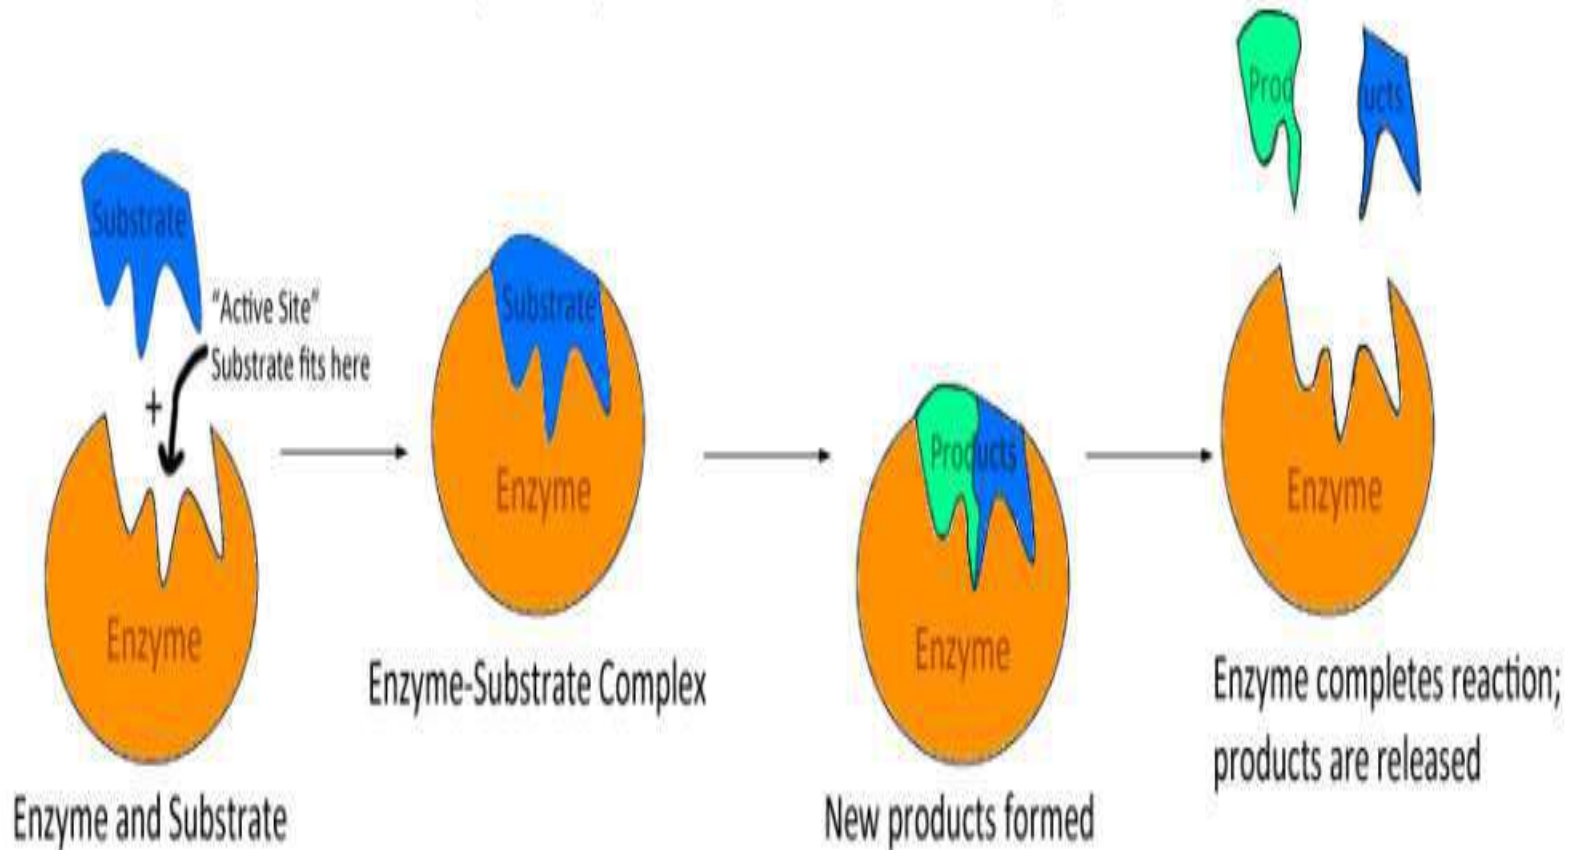 Substrate
“Active Site”
Substrate fits here
+
Enzyme
Enzyme and Substrate
Substrate
Enzyme
Enzyme-Substrate Complex
Products
Enzyme
New products formed
Prod ucts
Enzyme
Enzyme completes reaction;
products are released